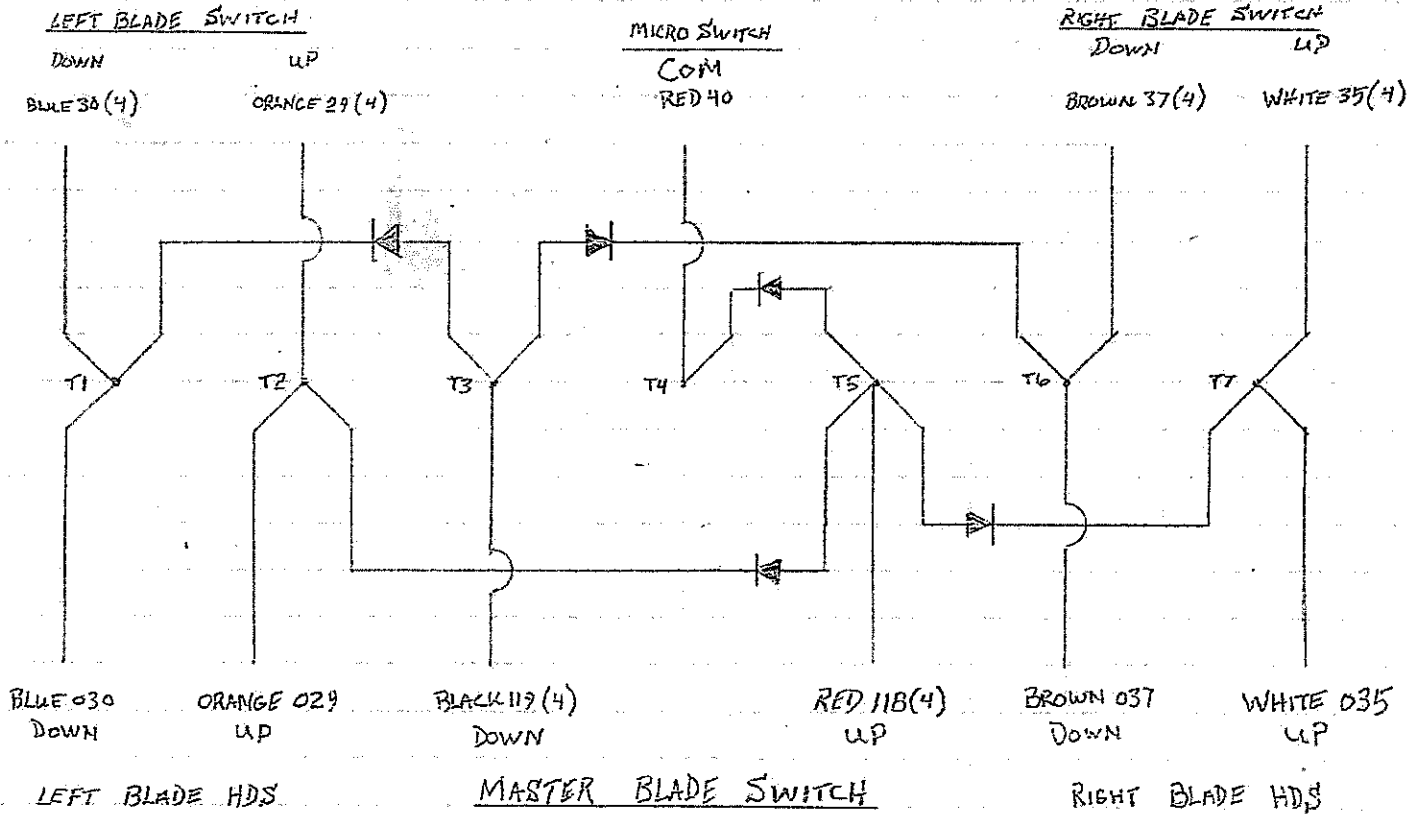 LEFT BLADE SWITCH
DOWN UP
BLUE 30(4) ORANGE 29(4)
MICRO SWITCH
COM
RED 40
RIGHT BLADE SWITCH
DOWN UP
BROWN 37(4) WHITE 35(4)
T1 T2 T3 T4 T5 T6 T7
BLUE 030 ORANGE 029 BLACK 119(4) RED 118(4) BROWN 037 WHITE 035
DOWN UP DOWN UP DOWN UP
LEFT BLADE HDS MASTER BLADE SWITCH RIGHT BLADE HDS